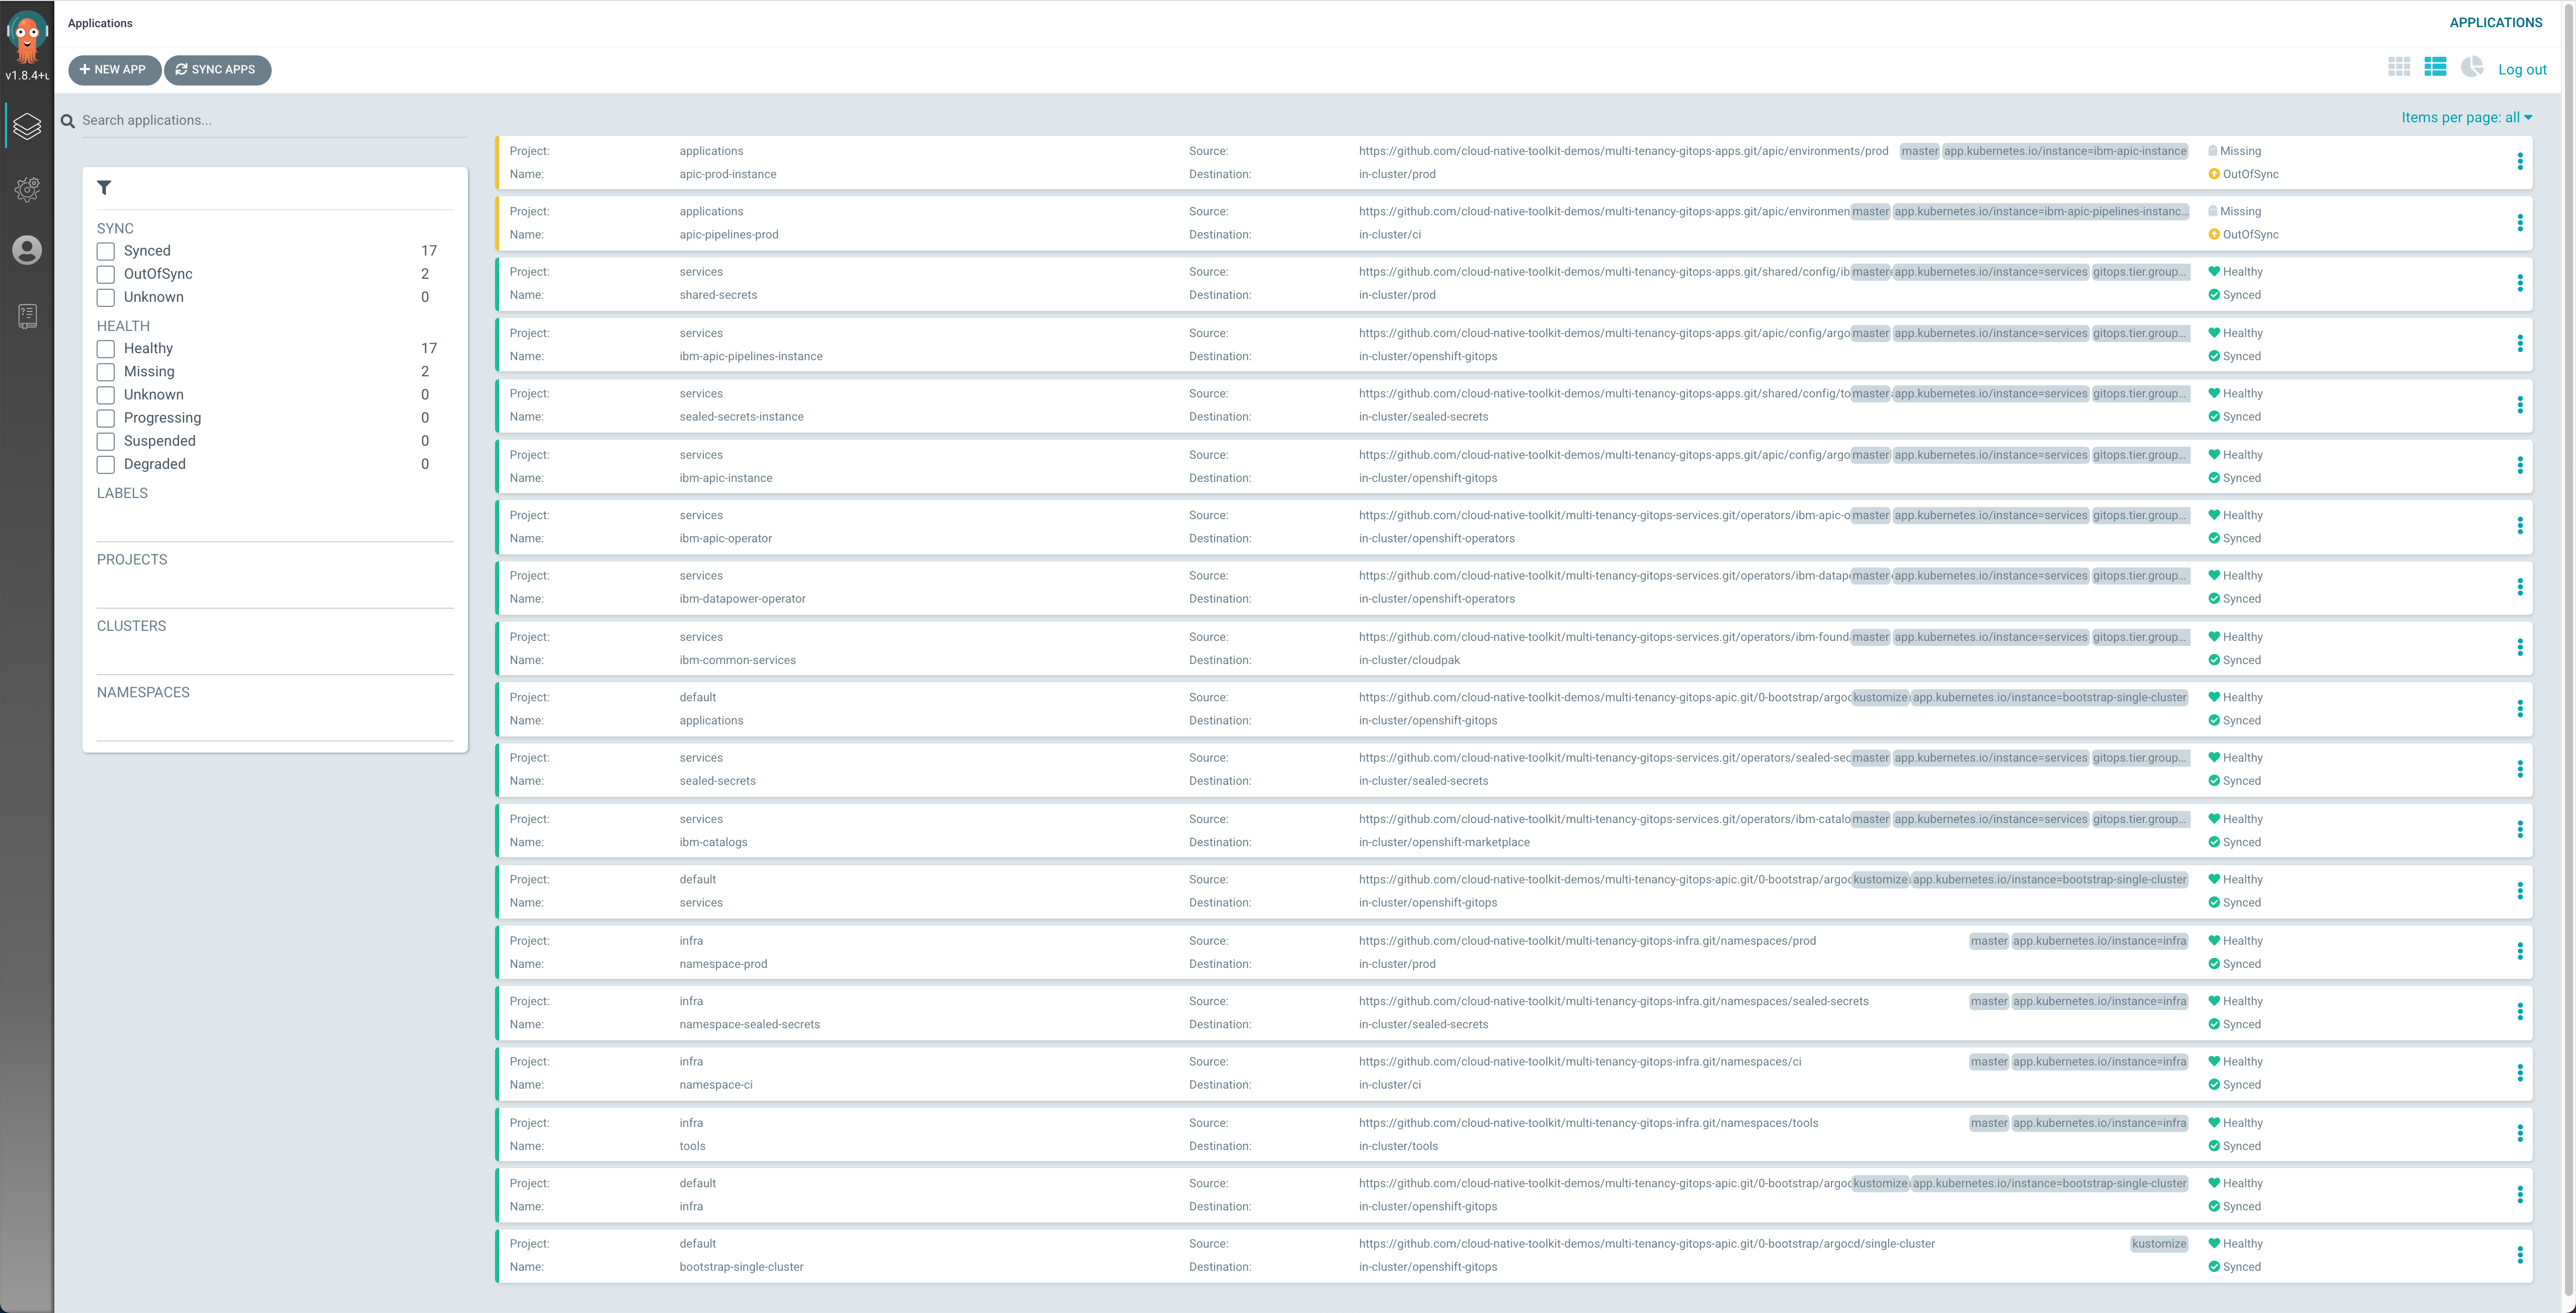 Applications
APPLICATIONS
v1.8.4+
NEW APP
SYNC APPS
Log out
Search applications...
Items per page: all
SYNC
Synced 17
OutOfSync 2
Unknown 0
HEALTH
Healthy 17
Missing 2
Unknown 0
Progressing 0
Suspended 0
Degraded 0
LABELS
PROJECTS
CLUSTERS
NAMESPACES
Project: applications Source: https://github.com/cloud-native-toolkit-demos/multi-tenancy-gitops-apps.git/apic/environments/prod master app.kubernetes.io/instance=ibm-apic-instance Missing
Name: apic-prod-instance Destination: in-cluster/prod OutOfSync
Project: applications Source: https://github.com/cloud-native-toolkit-demos/multi-tenancy-gitops-apps.git/apic/environmen master app.kubernetes.io/instance=ibm-apic-pipelines-instanc... Missing
Name: apic-pipelines-prod Destination: in-cluster/ci OutOfSync
Project: services Source: https://github.com/cloud-native-toolkit-demos/multi-tenancy-gitops-apps.git/shared/config/ib master app.kubernetes.io/instance=services gitops.tier.group... Healthy
Name: shared-secrets Destination: in-cluster/prod Synced
Project: services Source: https://github.com/cloud-native-toolkit-demos/multi-tenancy-gitops-apps.git/apic/config/argo master app.kubernetes.io/instance=services gitops.tier.group... Healthy
Name: ibm-apic-pipelines-instance Destination: in-cluster/openshift-gitops Synced
Project: services Source: https://github.com/cloud-native-toolkit-demos/multi-tenancy-gitops-apps.git/shared/config/to master app.kubernetes.io/instance=services gitops.tier.group... Healthy
Name: sealed-secrets-instance Destination: in-cluster/sealed-secrets Synced
Project: services Source: https://github.com/cloud-native-toolkit-demos/multi-tenancy-gitops-apps.git/apic/config/argo master app.kubernetes.io/instance=services gitops.tier.group... Healthy
Name: ibm-apic-instance Destination: in-cluster/openshift-gitops Synced
Project: services Source: https://github.com/cloud-native-toolkit/multi-tenancy-gitops-services.git/operators/ibm-apic-o master app.kubernetes.io/instance=services gitops.tier.group... Healthy
Name: ibm-apic-operator Destination: in-cluster/openshift-operators Synced
Project: services Source: https://github.com/cloud-native-toolkit/multi-tenancy-gitops-services.git/operators/ibm-datap master app.kubernetes.io/instance=services gitops.tier.group... Healthy
Name: ibm-datapower-operator Destination: in-cluster/openshift-operators Synced
Project: services Source: https://github.com/cloud-native-toolkit/multi-tenancy-gitops-services.git/operators/ibm-found master app.kubernetes.io/instance=services gitops.tier.group... Healthy
Name: ibm-common-services Destination: in-cluster/cloudpak Synced
Project: default Source: https://github.com/cloud-native-toolkit-demos/multi-tenancy-gitops-apic.git/0-bootstrap/argoc kustomize app.kubernetes.io/instance=bootstrap-single-cluster Healthy
Name: applications Destination: in-cluster/openshift-gitops Synced
Project: services Source: https://github.com/cloud-native-toolkit/multi-tenancy-gitops-services.git/operators/sealed-sec master app.kubernetes.io/instance=services gitops.tier.group... Healthy
Name: sealed-secrets Destination: in-cluster/sealed-secrets Synced
Project: services Source: https://github.com/cloud-native-toolkit/multi-tenancy-gitops-services.git/operators/ibm-catalo master app.kubernetes.io/instance=services gitops.tier.group... Healthy
Name: ibm-catalogs Destination: in-cluster/openshift-marketplace Synced
Project: default Source: https://github.com/cloud-native-toolkit-demos/multi-tenancy-gitops-apic.git/0-bootstrap/argoc kustomize app.kubernetes.io/instance=bootstrap-single-cluster Healthy
Name: services Destination: in-cluster/openshift-gitops Synced
Project: infra Source: https://github.com/cloud-native-toolkit/multi-tenancy-gitops-infra.git/namespaces/prod master app.kubernetes.io/instance=infra Healthy
Name: namespace-prod Destination: in-cluster/prod Synced
Project: infra Source: https://github.com/cloud-native-toolkit/multi-tenancy-gitops-infra.git/namespaces/sealed-secrets master app.kubernetes.io/instance=infra Healthy
Name: namespace-sealed-secrets Destination: in-cluster/sealed-secrets Synced
Project: infra Source: https://github.com/cloud-native-toolkit/multi-tenancy-gitops-infra.git/namespaces/ci master app.kubernetes.io/instance=infra Healthy
Name: namespace-ci Destination: in-cluster/ci Synced
Project: infra Source: https://github.com/cloud-native-toolkit/multi-tenancy-gitops-infra.git/namespaces/tools master app.kubernetes.io/instance=infra Healthy
Name: tools Destination: in-cluster/tools Synced
Project: default Source: https://github.com/cloud-native-toolkit-demos/multi-tenancy-gitops-apic.git/0-bootstrap/argoc kustomize app.kubernetes.io/instance=bootstrap-single-cluster Healthy
Name: infra Destination: in-cluster/openshift-gitops Synced
Project: default Source: https://github.com/cloud-native-toolkit-demos/multi-tenancy-gitops-apic.git/0-bootstrap/argocd/single-cluster kustomize Healthy
Name: bootstrap-single-cluster Destination: in-cluster/openshift-gitops Synced